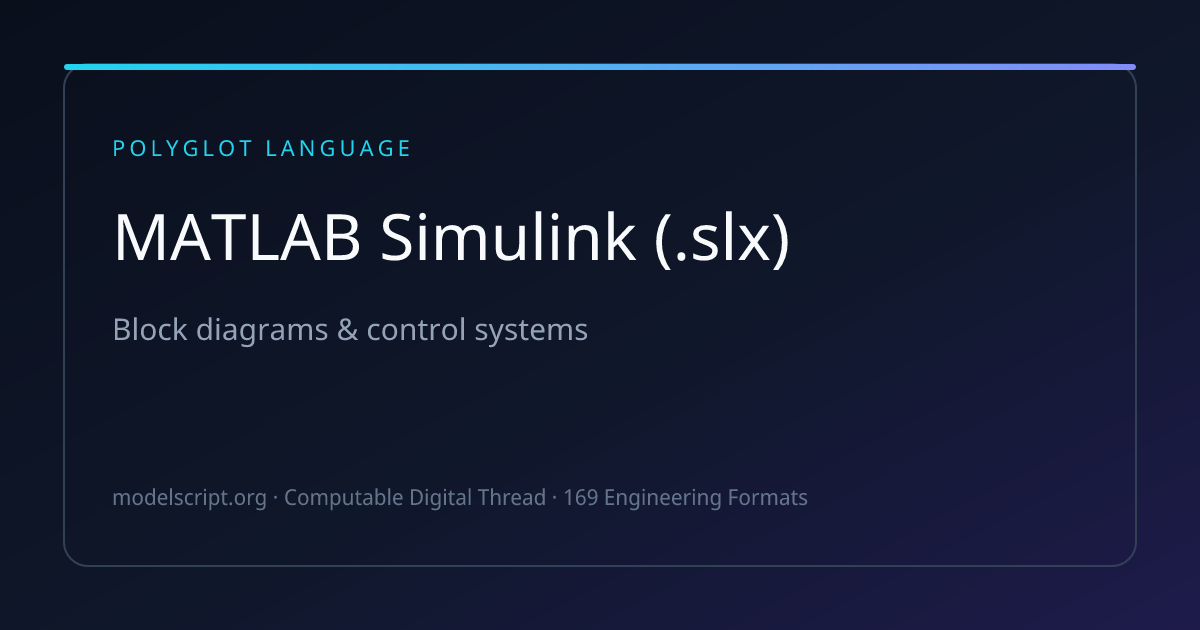 POLYGLOT LANGUAGE
MATLAB Simulink (.slx)
Block diagrams & control systems
modelscript.org · Computable Digital Thread · 169 Engineering Formats